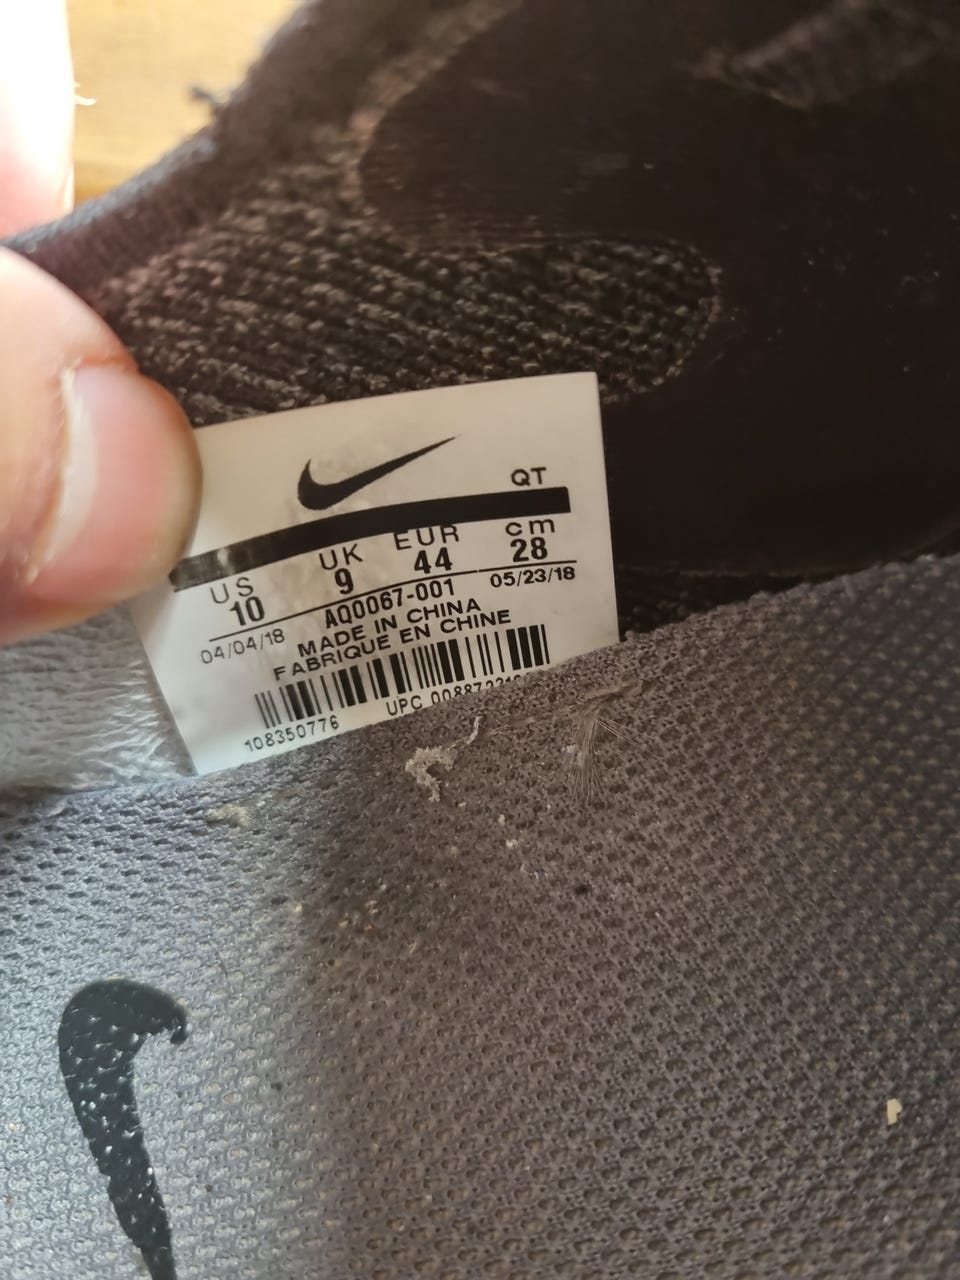 QT
US UK EUR cm
10 9 44 28
04/04/18 AQ0067-001 05/23/18
MADE IN CHINA
FABRIQUE EN CHINE
108350776 UPC